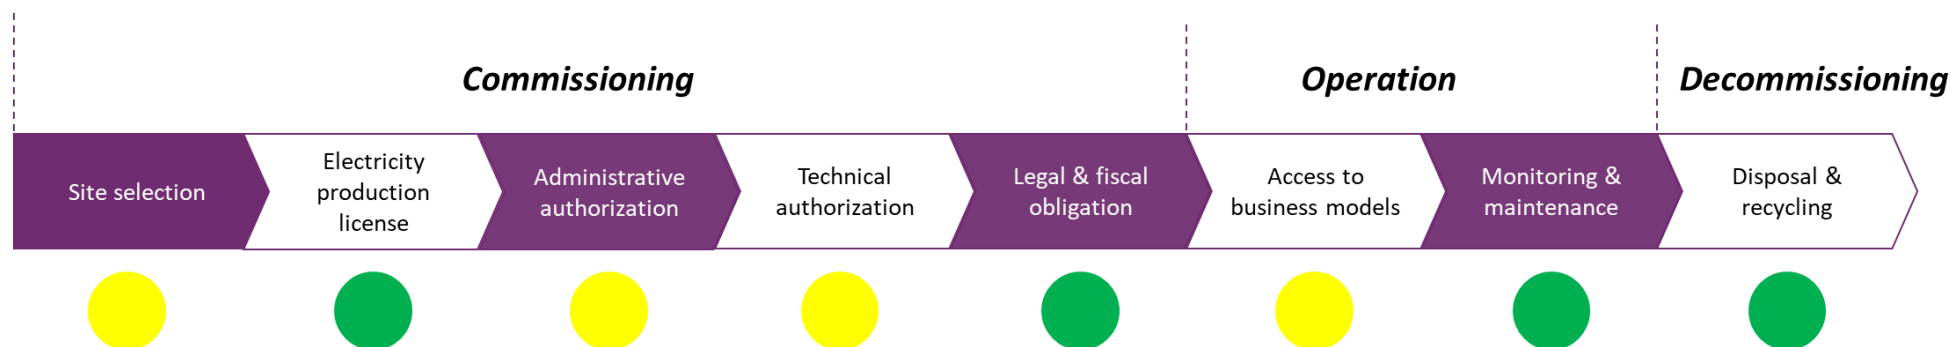 Commissioning
Operation
Decommissioning
Site selection
Electricity
production
license
Administrative
authorization
Technical
authorization
Legal & fiscal
obligation
Access to
business models
Monitoring &
maintenance
Disposal &
recycling